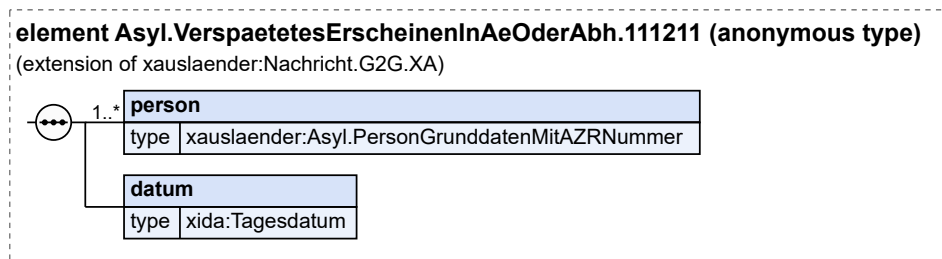 element Asyl.VerspaetetesErscheinenInAeOderAbh.111211 (anonymous type)
(extension of xauslaender:Nachricht.G2G.XA)
1..* person
type xauslaender:Asyl.PersonGrunddatenMitAZRNummer
datum
type xida:Tagesdatum